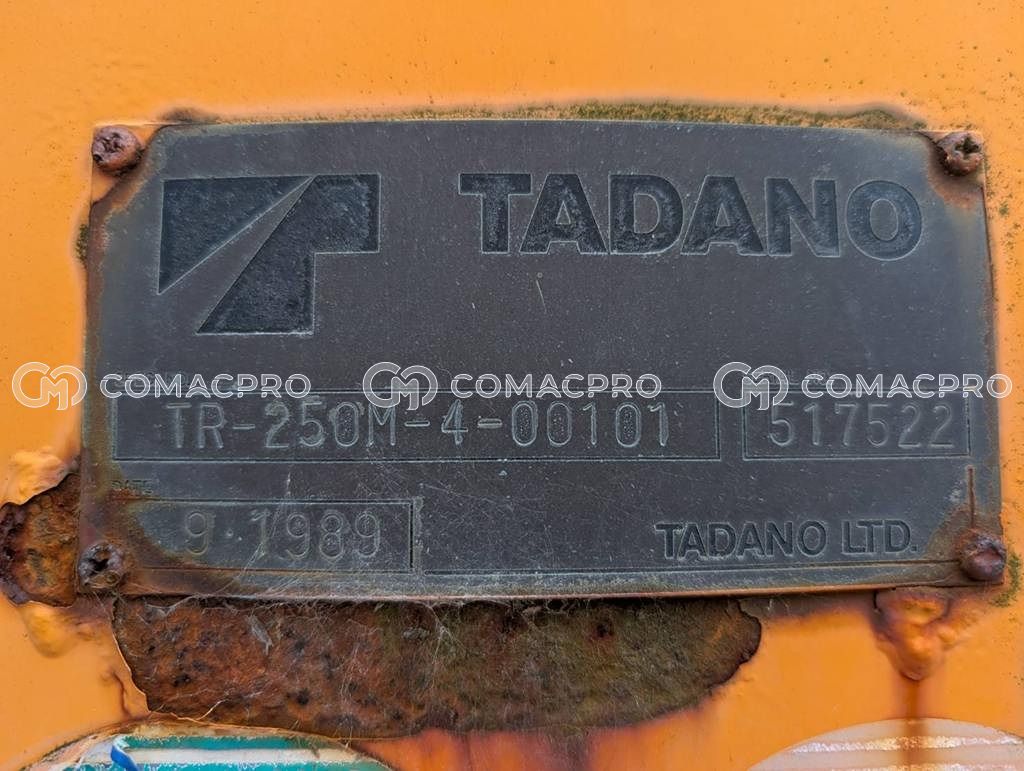 TADANO
COMACPRO COMACPRO COMACPRO
TR-250M-4-00101 517522
9·1989
TADANO LTD.